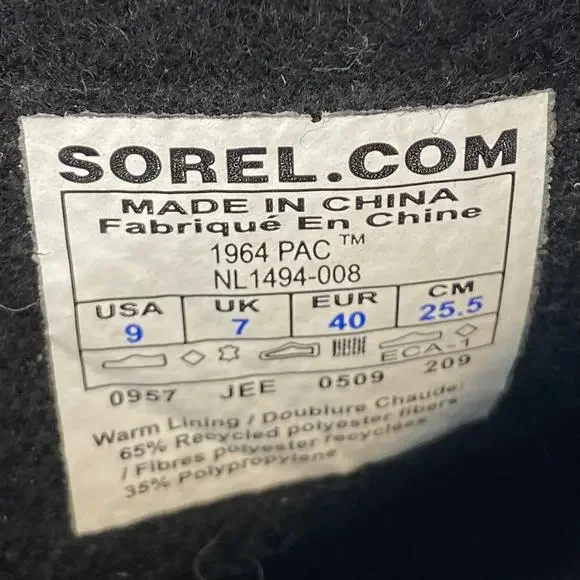 SOREL.COM
MADE IN CHINA
Fabriqué En Chine
1964 PAC ™
NL1494-008
USA UK EUR CM
9 7 40 25.5
ECA-1
0957 JEE 0509 209
Warm Lining / Doublure Chaude:
65% Recycled polyester fibers
/ Fibres polyester recyclées
35% Polypropylene